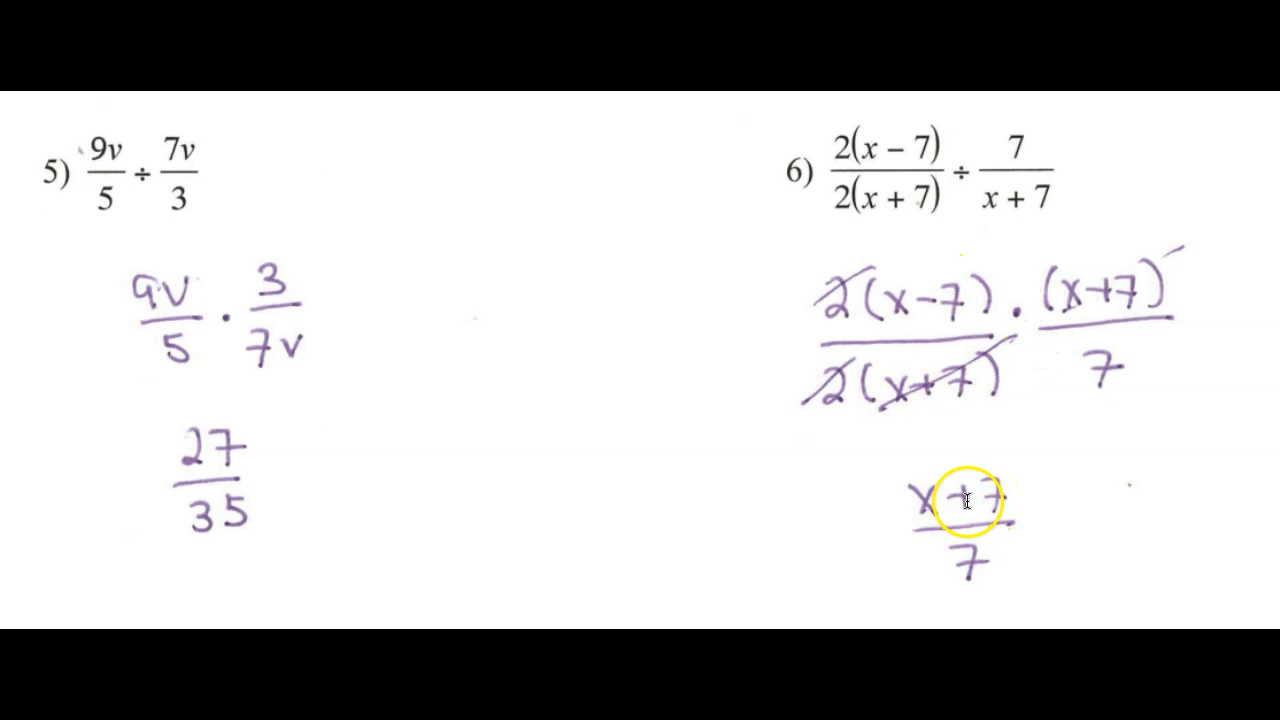 5) 9v/5 ÷ 7v/3
9v/5 · 3/7v
27/35
6) 2(x − 7)/2(x + 7) ÷ 7/x + 7
2(x−7)/2(x+7) · (x+7)/7
x+7/7